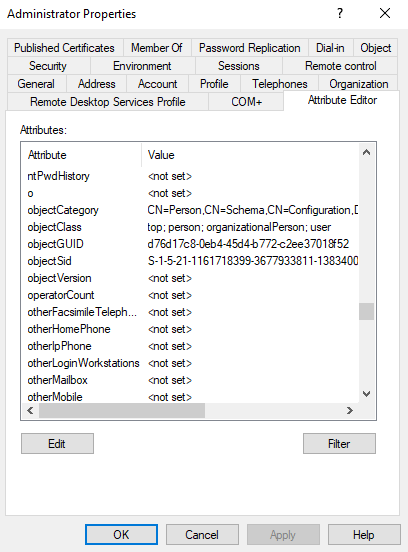 Administrator Properties
? ×
Published Certificates Member Of Password Replication Dial-in Object
Security Environment Sessions Remote control
General Address Account Profile Telephones Organization
Remote Desktop Services Profile COM+ Attribute Editor
Attributes:
Attribute Value
ntPwdHistory <not set>
o <not set>
objectCategory CN=Person,CN=Schema,CN=Configuration,D
objectClass top; person; organizationalPerson; user
objectGUID d76d17c8-0eb4-45d4-b772-c2ee37018f52
objectSid S-1-5-21-1161718399-3677933811-1383400
objectVersion <not set>
operatorCount <not set>
otherFacsimileTeleph... <not set>
otherHomePhone <not set>
otherIpPhone <not set>
otherLoginWorkstations <not set>
otherMailbox <not set>
otherMobile <not set>
Edit Filter
OK Cancel Apply Help